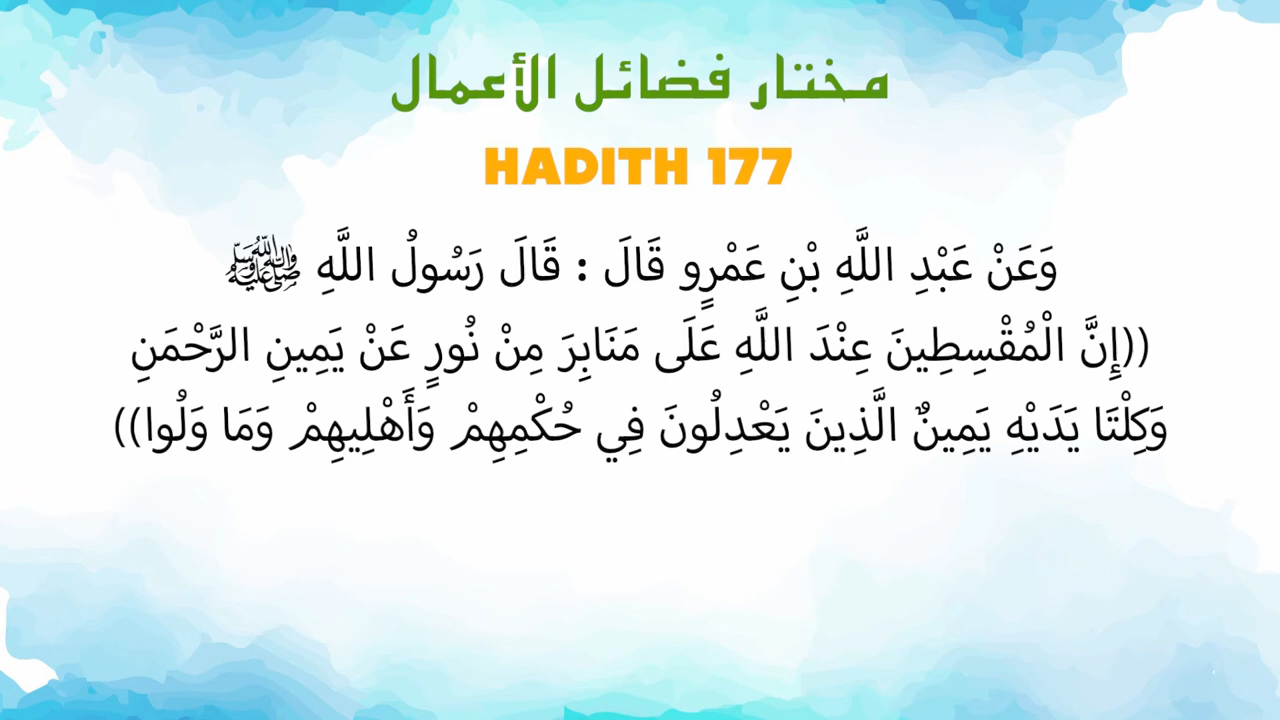 مختار فضائل الأعمال
HADITH 177
وَعَنْ عَبْدِ اللَّهِ بْنِ عَمْرٍو قَالَ : قَالَ رَسُولُ اللَّهِ ﷺ
((إِنَّ الْمُقْسِطِينَ عِنْدَ اللَّهِ عَلَى مَنَابِرَ مِنْ نُورٍ عَنْ يَمِينِ الرَّحْمَنِ
وَكِلْتَا يَدَيْهِ يَمِينٌ الَّذِينَ يَعْدِلُونَ فِي حُكْمِهِمْ وَأَهْلِيهِمْ وَمَا وَلُوا))